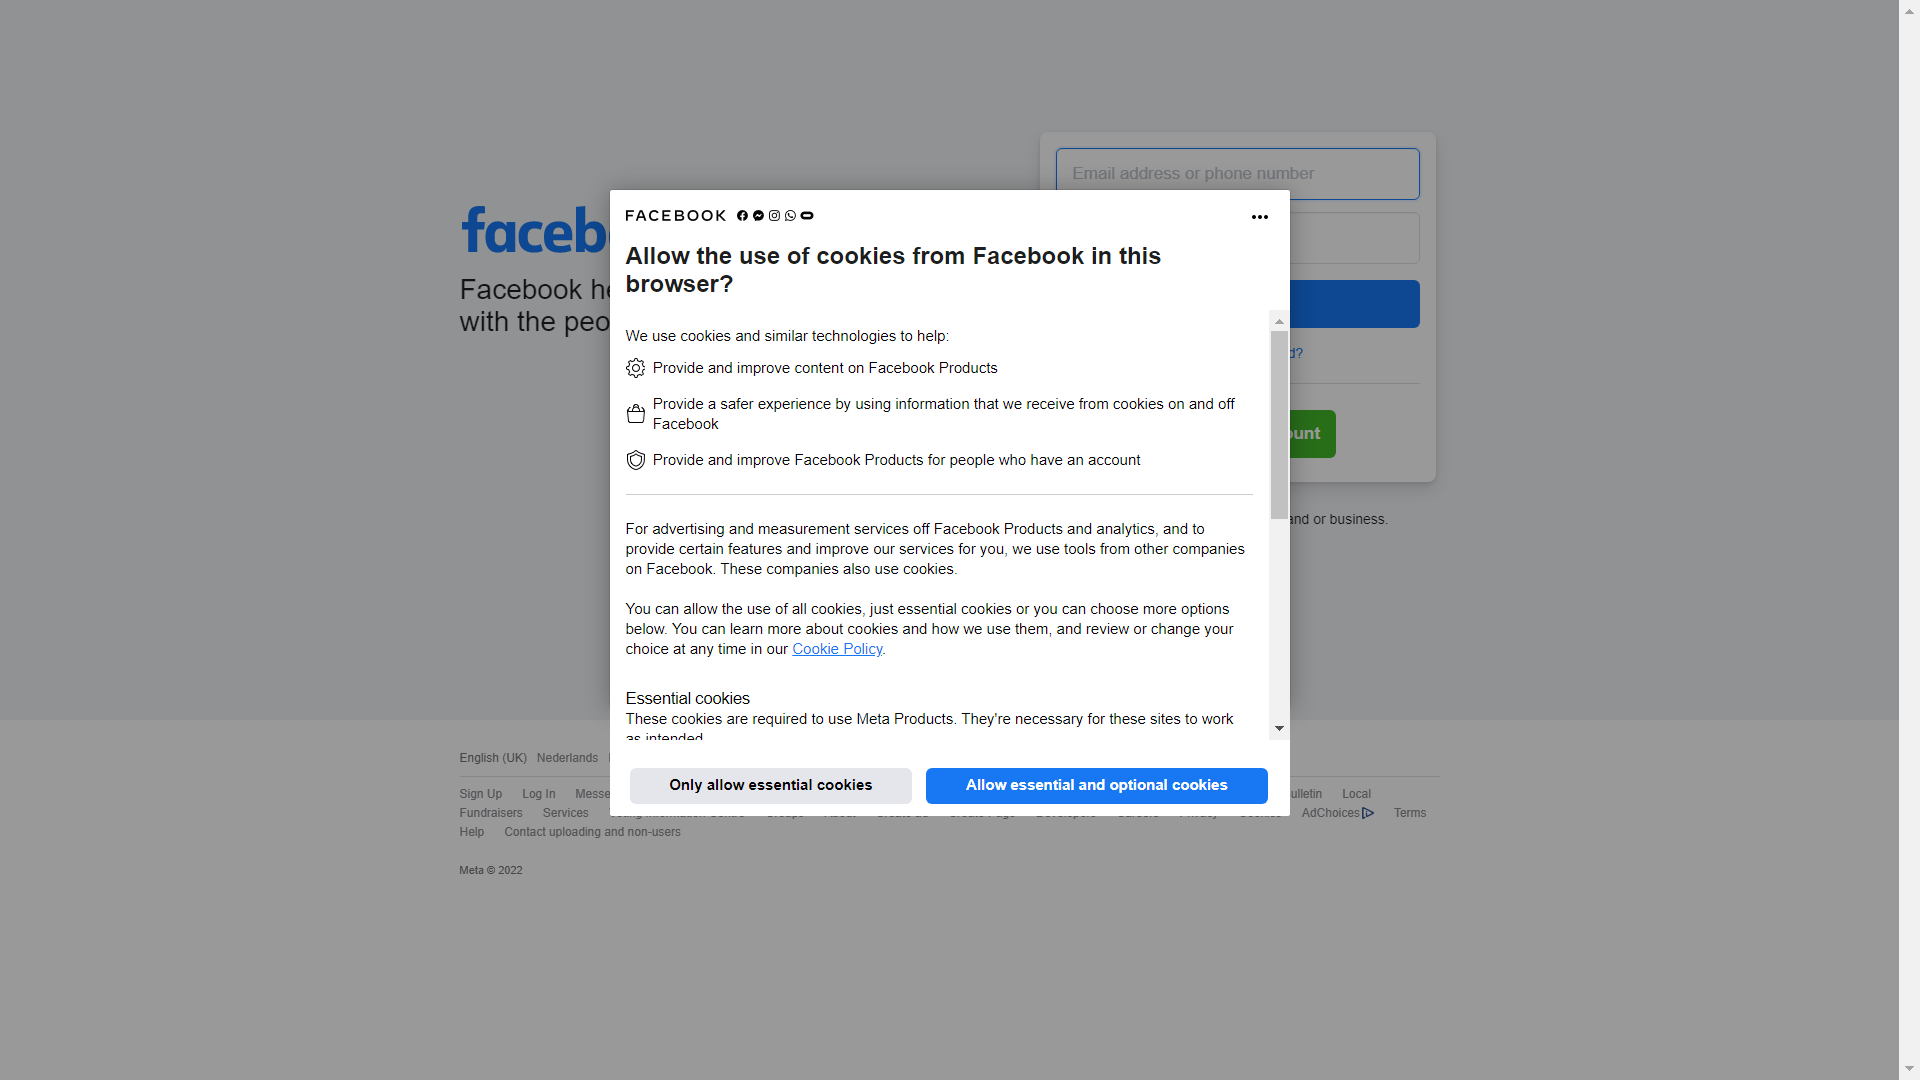 Email address or phone number
FACEBOOK
faceb
Allow the use of cookies from Facebook in this
browser?
Facebook he
with the peo
We use cookies and similar technologies to help:
Provide and improve content on Facebook Products
Provide a safer experience by using information that we receive from cookies on and off
Facebook
Provide and improve Facebook Products for people who have an account
d?
ount
and or business.
For advertising and measurement services off Facebook Products and analytics, and to
provide certain features and improve our services for you, we use tools from other companies
on Facebook. These companies also use cookies.
You can allow the use of all cookies, just essential cookies or you can choose more options
below. You can learn more about cookies and how we use them, and review or change your
choice at any time in our Cookie Policy.
Essential cookies
These cookies are required to use Meta Products. They're necessary for these sites to work
as intended.
Only allow essential cookies
Allow essential and optional cookies
English (UK) Nederlands
Sign Up Log In Messe ulletin Local
Fundraisers Services AdChoices Terms
Help Contact uploading and non-users
Meta © 2022